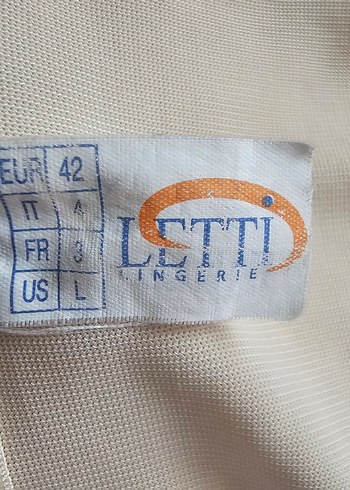 EUR 42
IT 4
FR 3
US L
LETTI
LINGERIE